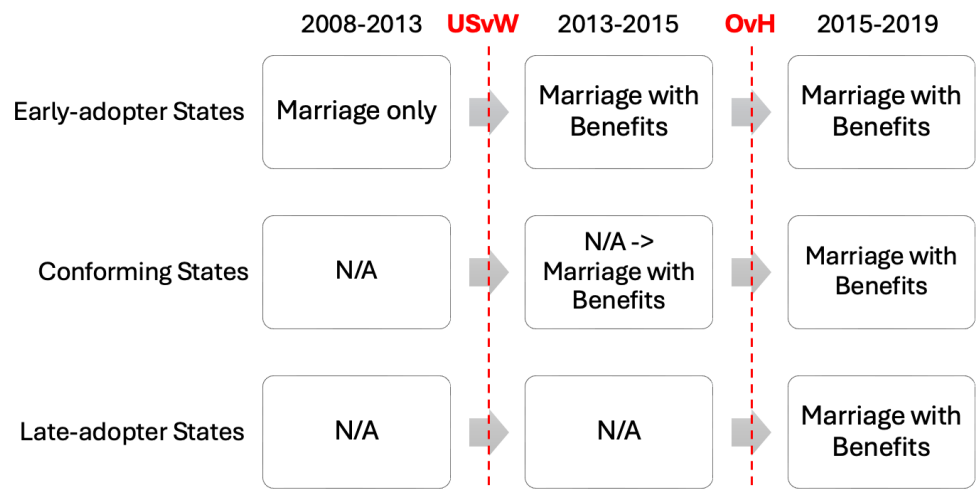 2008-2013 USvW 2013-2015 OvH 2015-2019
Early-adopter States
Marriage only
Marriage with
Benefits
Marriage with
Benefits
Conforming States
N/A
N/A ->
Marriage with
Benefits
Marriage with
Benefits
Late-adopter States
N/A
N/A
Marriage with
Benefits